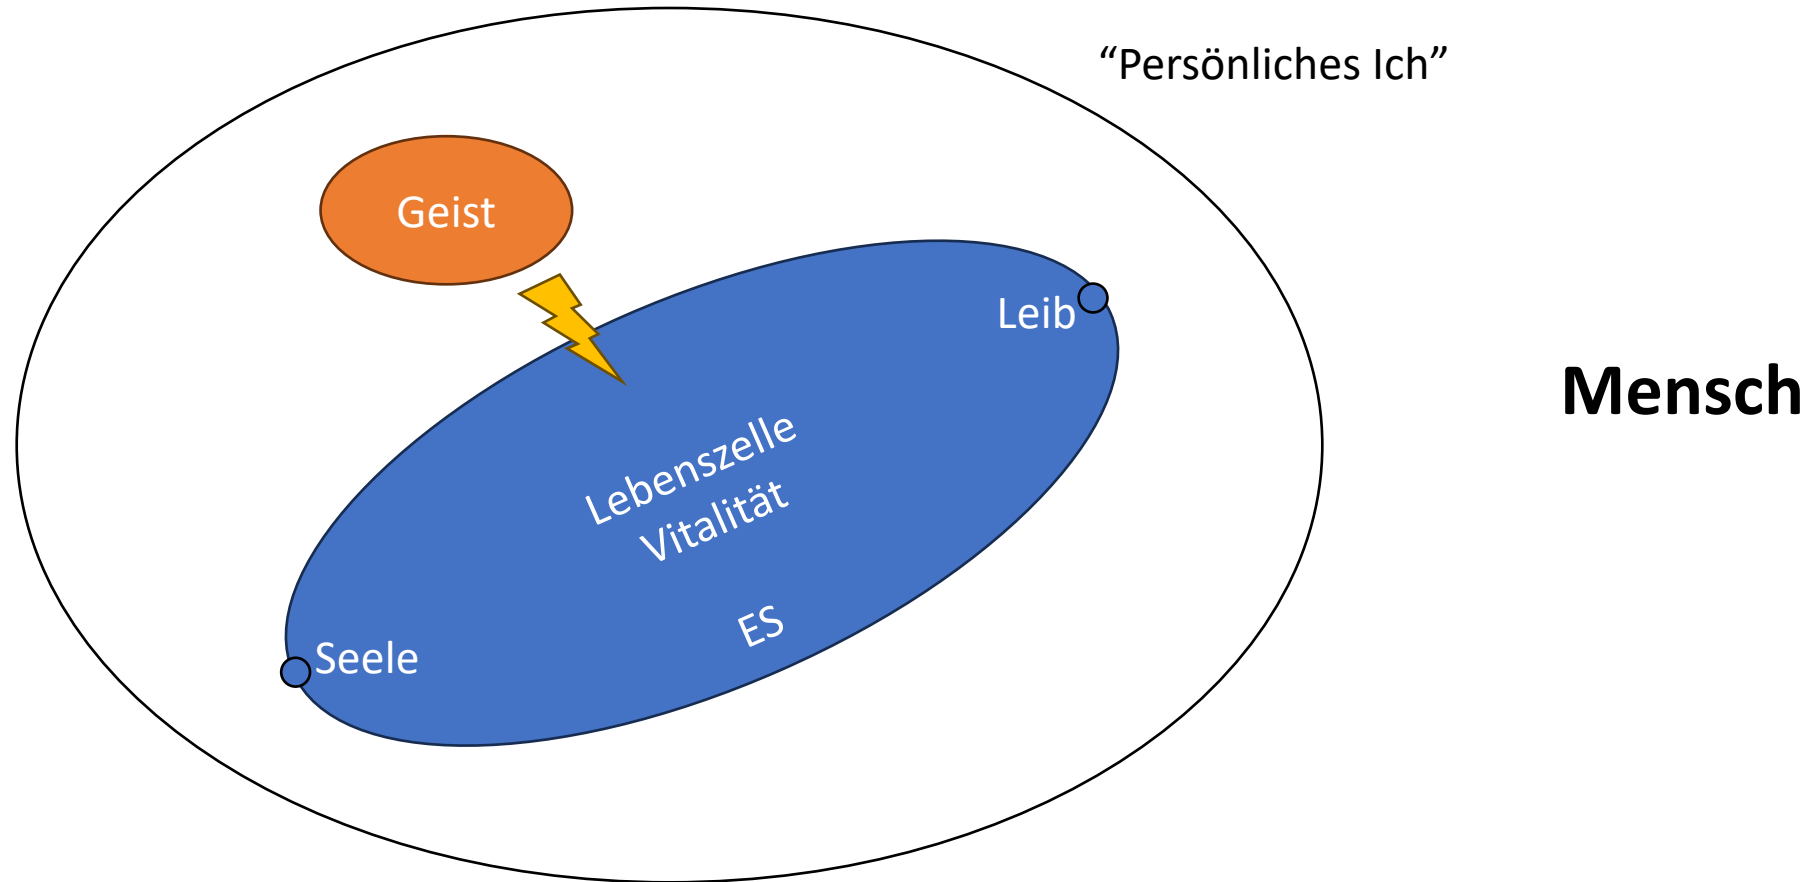 “Persönliches Ich”
Geist
Leib
Mensch
Lebenszelle
Vitalität
ES
Seele